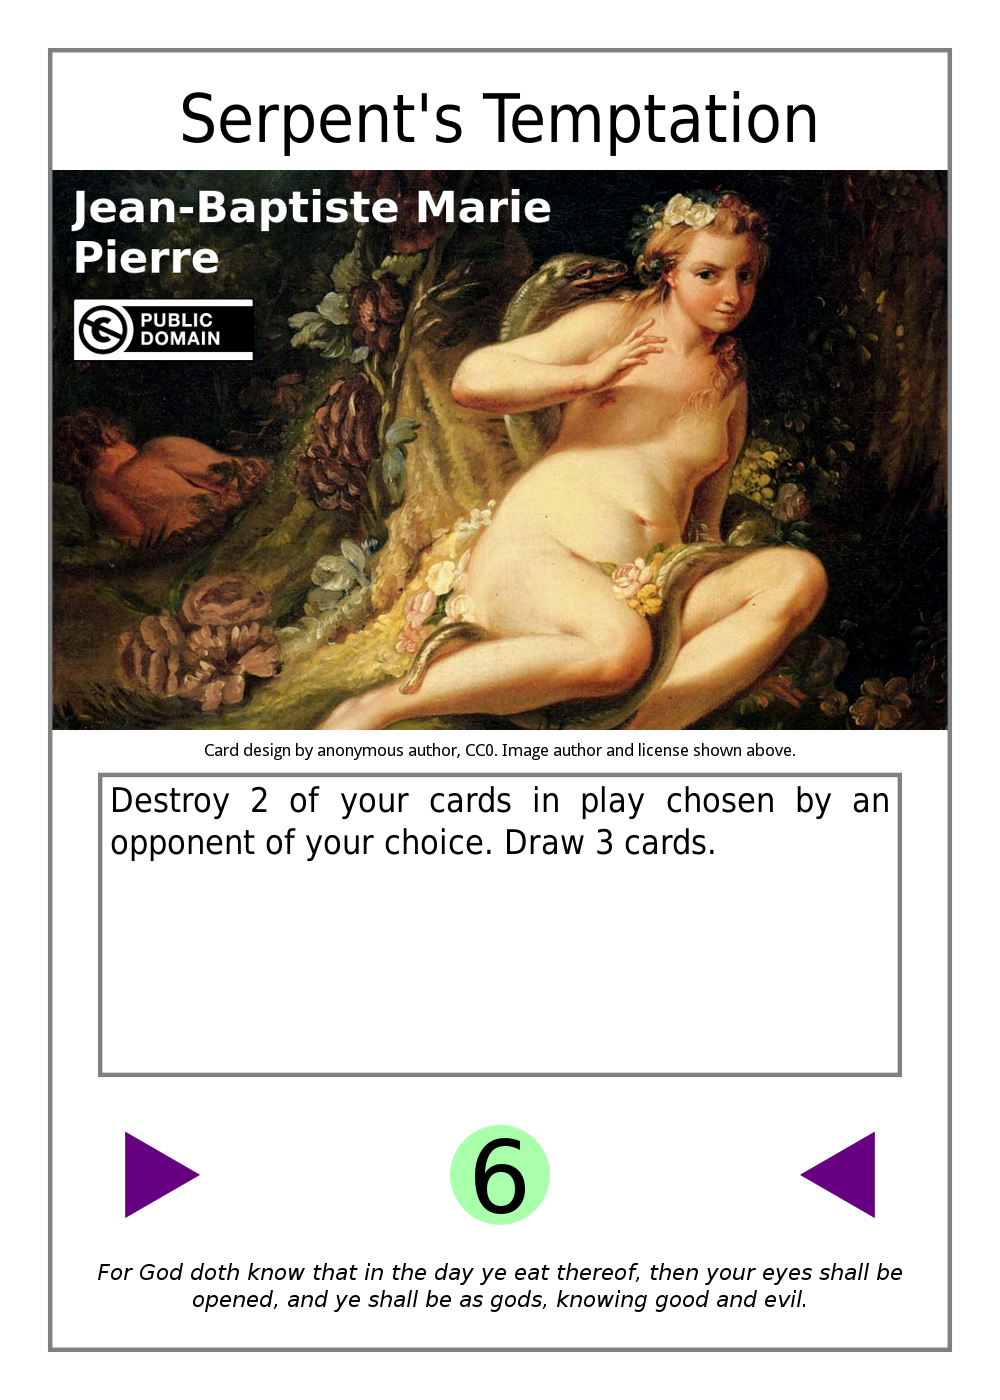 Serpent's Temptation
Jean-Baptiste Marie
Pierre
PUBLIC
DOMAIN
Card design by anonymous author, CC0. Image author and license shown above.
Destroy 2 of your cards in play chosen by an
opponent of your choice. Draw 3 cards.
6
For God doth know that in the day ye eat thereof, then your eyes shall be
opened, and ye shall be as gods, knowing good and evil.